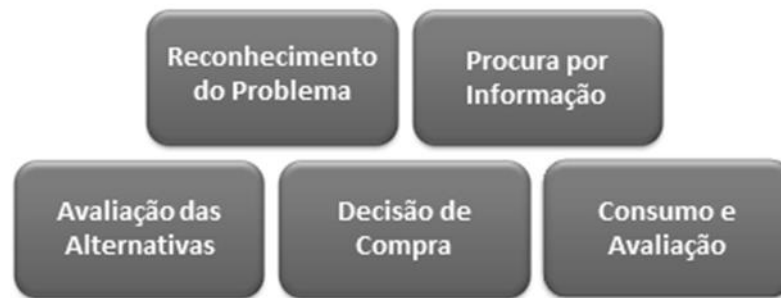 Reconhecimento
do Problema
Procura por
Informação
Avaliação das
Alternativas
Decisão de
Compra
Consumo e
Avaliação